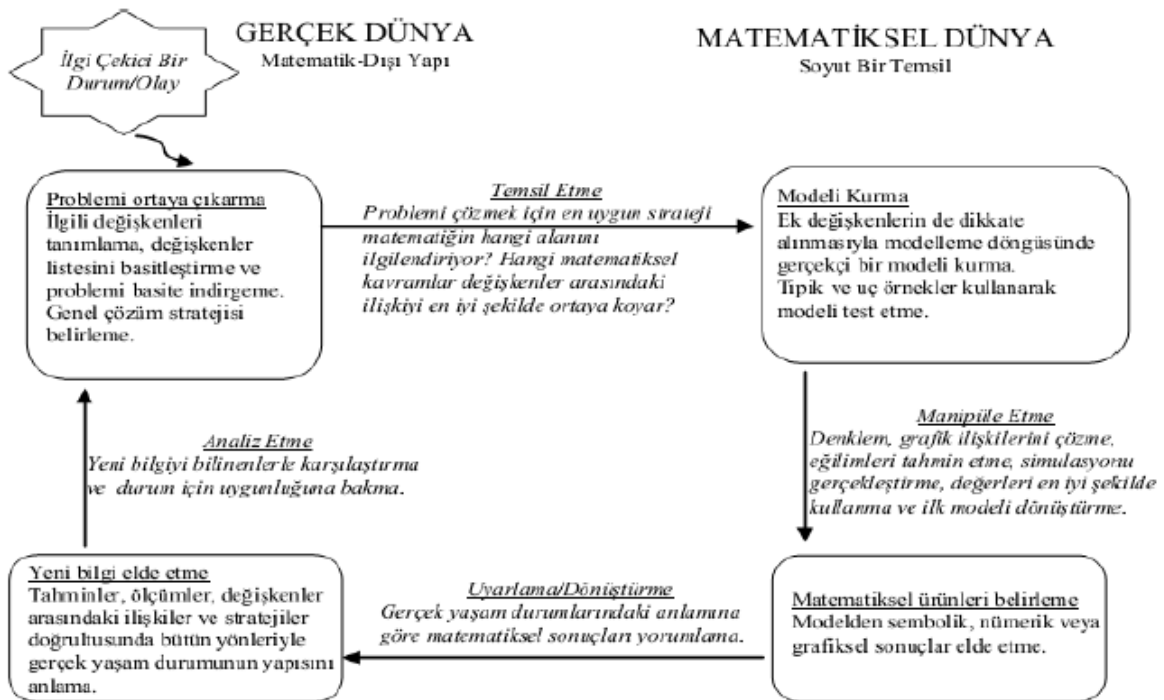 İlgi Çekici Bir
Durum/Olay
GERÇEK DÜNYA
Matematik-Dışı Yapı
MATEMATİKSEL DÜNYA
Soyut Bir Temsil
Problemi ortaya çıkarma
İlgili değişkenleri
tanımlama, değişkenler
listesini basitleştirme ve
problemi basite indirgeme.
Genel çözüm stratejisi
belirleme.
Temsil Etme
Problemi çözmek için en uygun strateji
matematiğin hangi alanını
ilgilendiriyor? Hangi matematiksel
kavramlar değişkenler arasındaki
ilişkiyi en iyi şekilde ortaya koyar?
Modeli Kurma
Ek değişkenlerin de dikkate
alınmasıyla modelleme döngüsünde
gerçekçi bir modeli kurma.
Tipik ve uç örnekler kullanarak
modeli test etme.
Manipüle Etme
Denklem, grafik ilişkilerini çözme,
eğilimleri tahmin etme, simulasyonu
gerçekleştirme, değerleri en iyi şekilde
kullanma ve ilk modeli dönüştürme.
Analiz Etme
Yeni bilgiyi bilinenlerle karşılaştırma
ve durum için uygunluğuna bakma.
Yeni bilgi elde etme
Tahminler, ölçümler, değişkenler
arasındaki ilişkiler ve stratejiler
doğrultusunda bütün yönleriyle
gerçek yaşam durumunun yapısını
anlama.
Uyarlama/Dönüştürme
Gerçek yaşam durumlarındaki anlamına
göre matematiksel sonuçları yorumlama.
Matematiksel ürünleri belirleme
Modelden sembolik, nümerik veya
grafiksel sonuçlar elde etme.